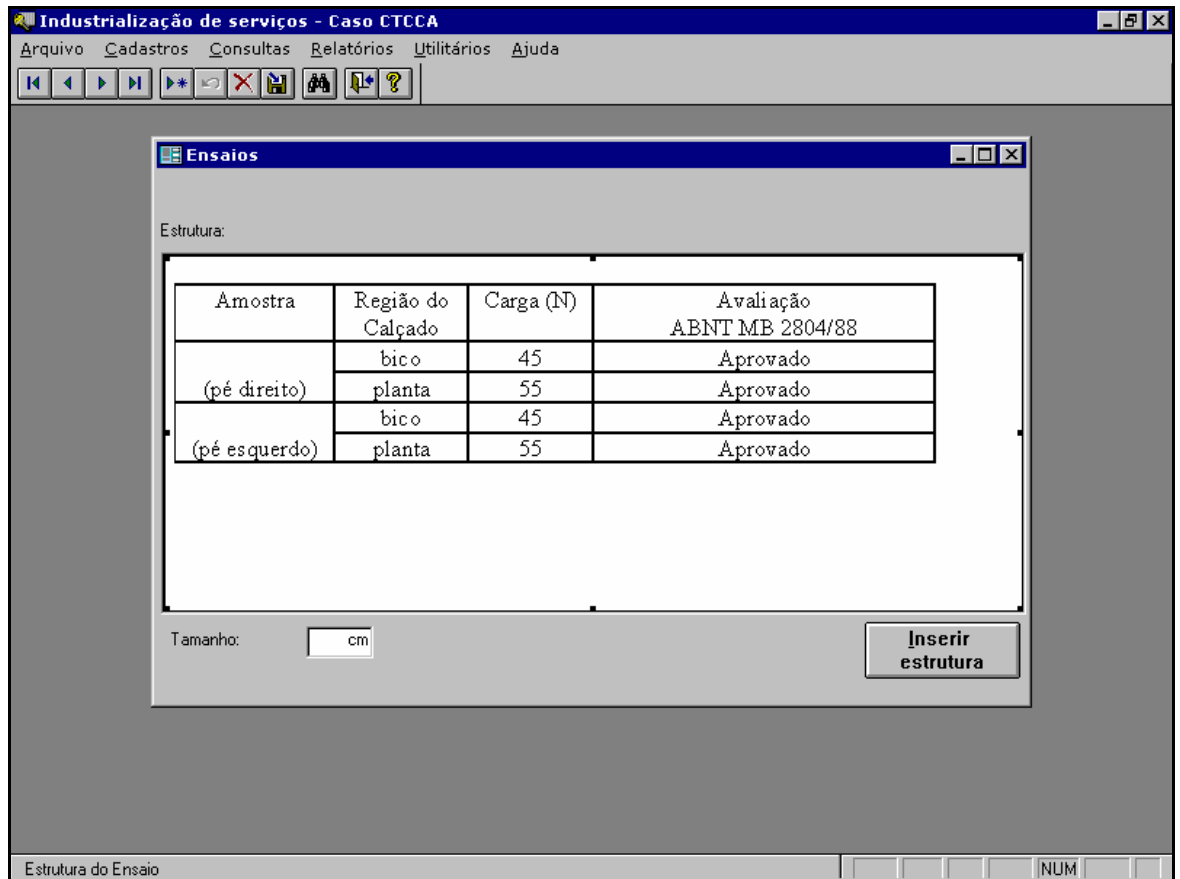 Industrialização de serviços - Caso CTCCA
Arquivo Cadastros Consultas Relatórios Utilitários Ajuda
Ensaios
Estrutura:
Amostra Região do Calçado Carga (N) Avaliação ABNT MB 2804/88
(pé direito) bico 45 Aprovado
planta 55 Aprovado
(pé esquerdo) bico 45 Aprovado
planta 55 Aprovado
Tamanho: cm
Inserir
estrutura
Estrutura do Ensaio NUM